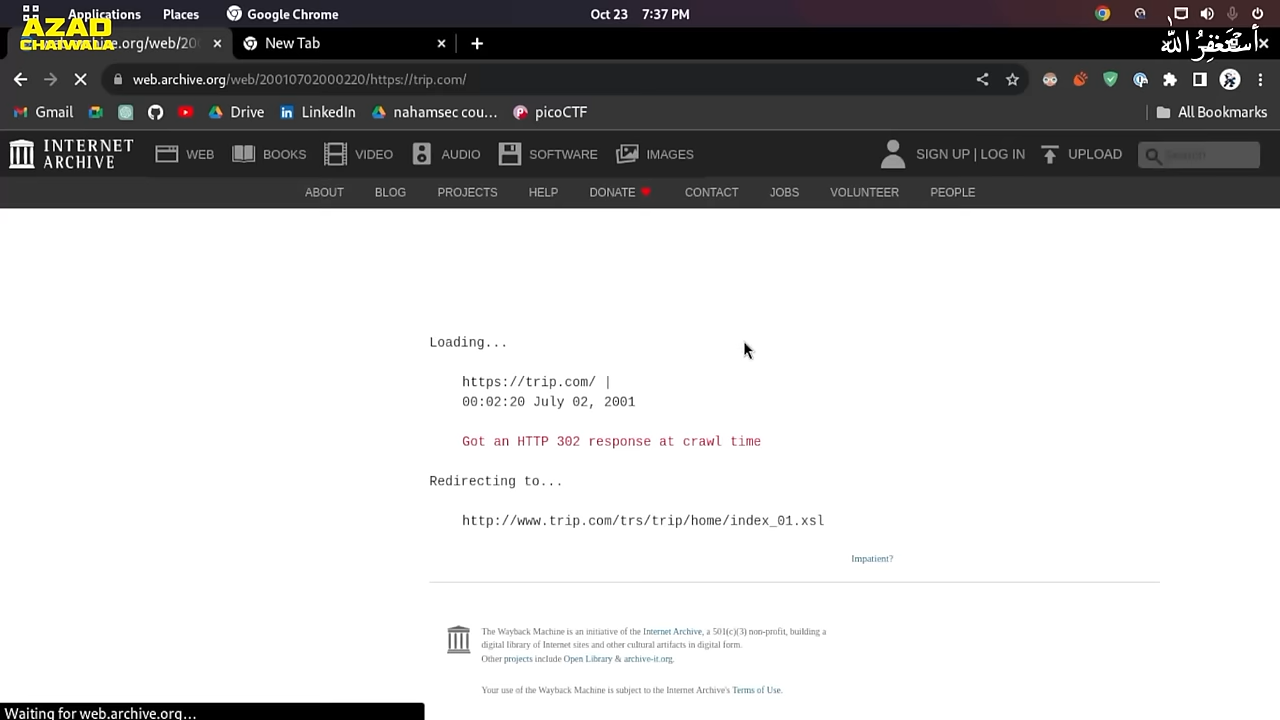 Applications Places Google Chrome Oct 23 7:37 PM
AZAD
CHAIWALA
.org/web/20 New Tab
أستغفر الله
web.archive.org/web/20010702000220/https://trip.com/
Gmail Drive LinkedIn nahamsec cou... picoCTF All Bookmarks
INTERNET
ARCHIVE
WEB BOOKS VIDEO AUDIO SOFTWARE IMAGES SIGN UP | LOG IN UPLOAD Search
ABOUT BLOG PROJECTS HELP DONATE CONTACT JOBS VOLUNTEER PEOPLE
Loading...
https://trip.com/ |
00:02:20 July 02, 2001
Got an HTTP 302 response at crawl time
Redirecting to...
http://www.trip.com/trs/trip/home/index_01.xsl
Impatient?
The Wayback Machine is an initiative of the Internet Archive, a 501(c)(3) non-profit, building a
digital library of Internet sites and other cultural artifacts in digital form.
Other projects include Open Library & archive-it.org.
Your use of the Wayback Machine is subject to the Internet Archive's Terms of Use.
Waiting for web.archive.org...